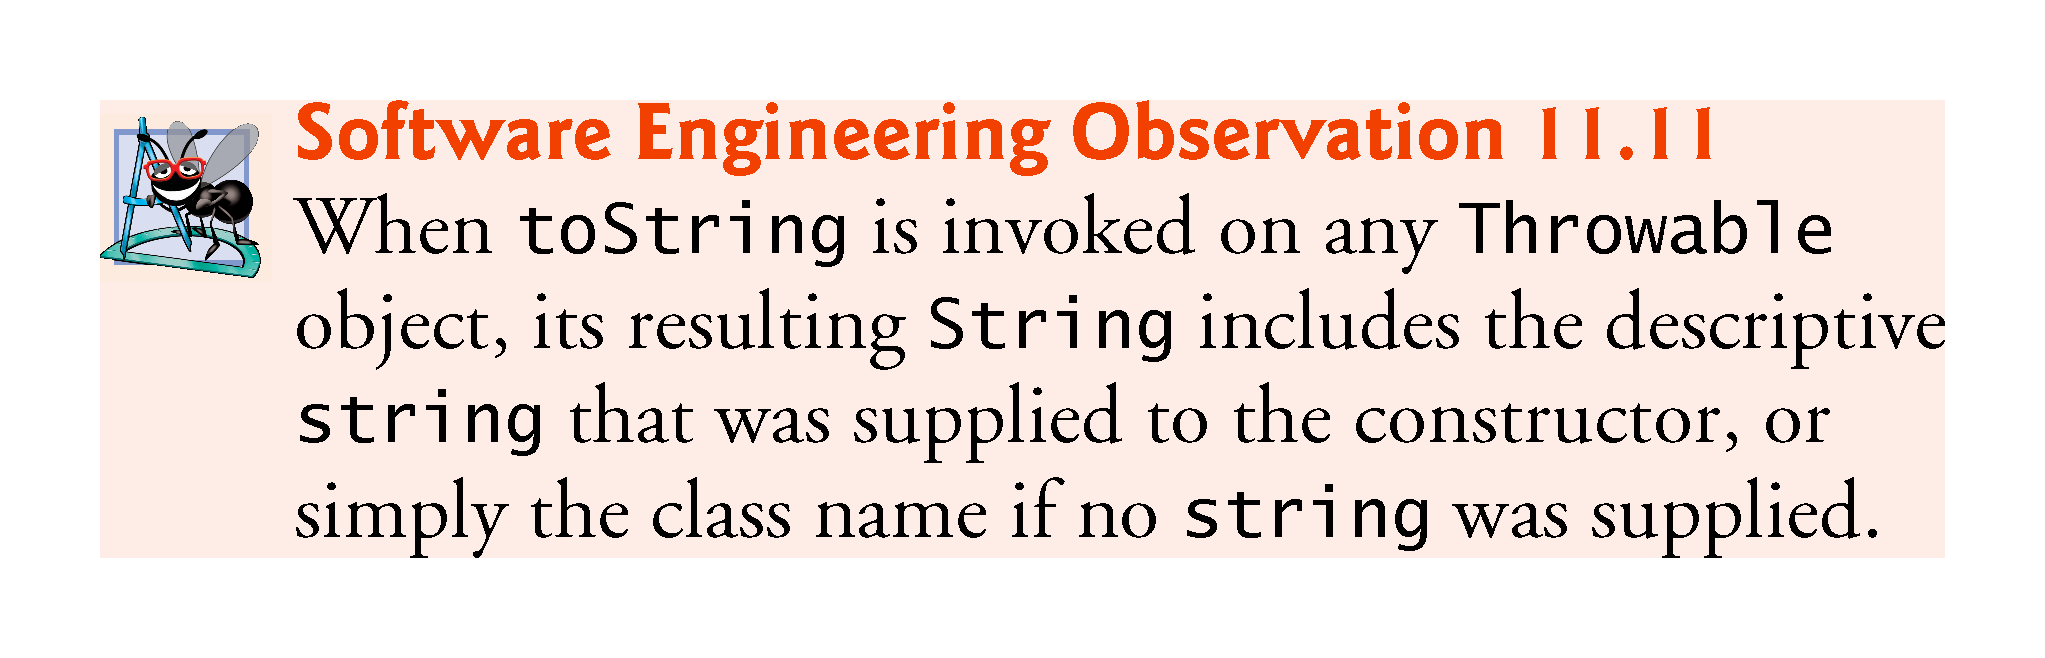 Software Engineering Observation 11.11
When toString is invoked on any Throwable
object, its resulting String includes the descriptive
string that was supplied to the constructor, or
simply the class name if no string was supplied.